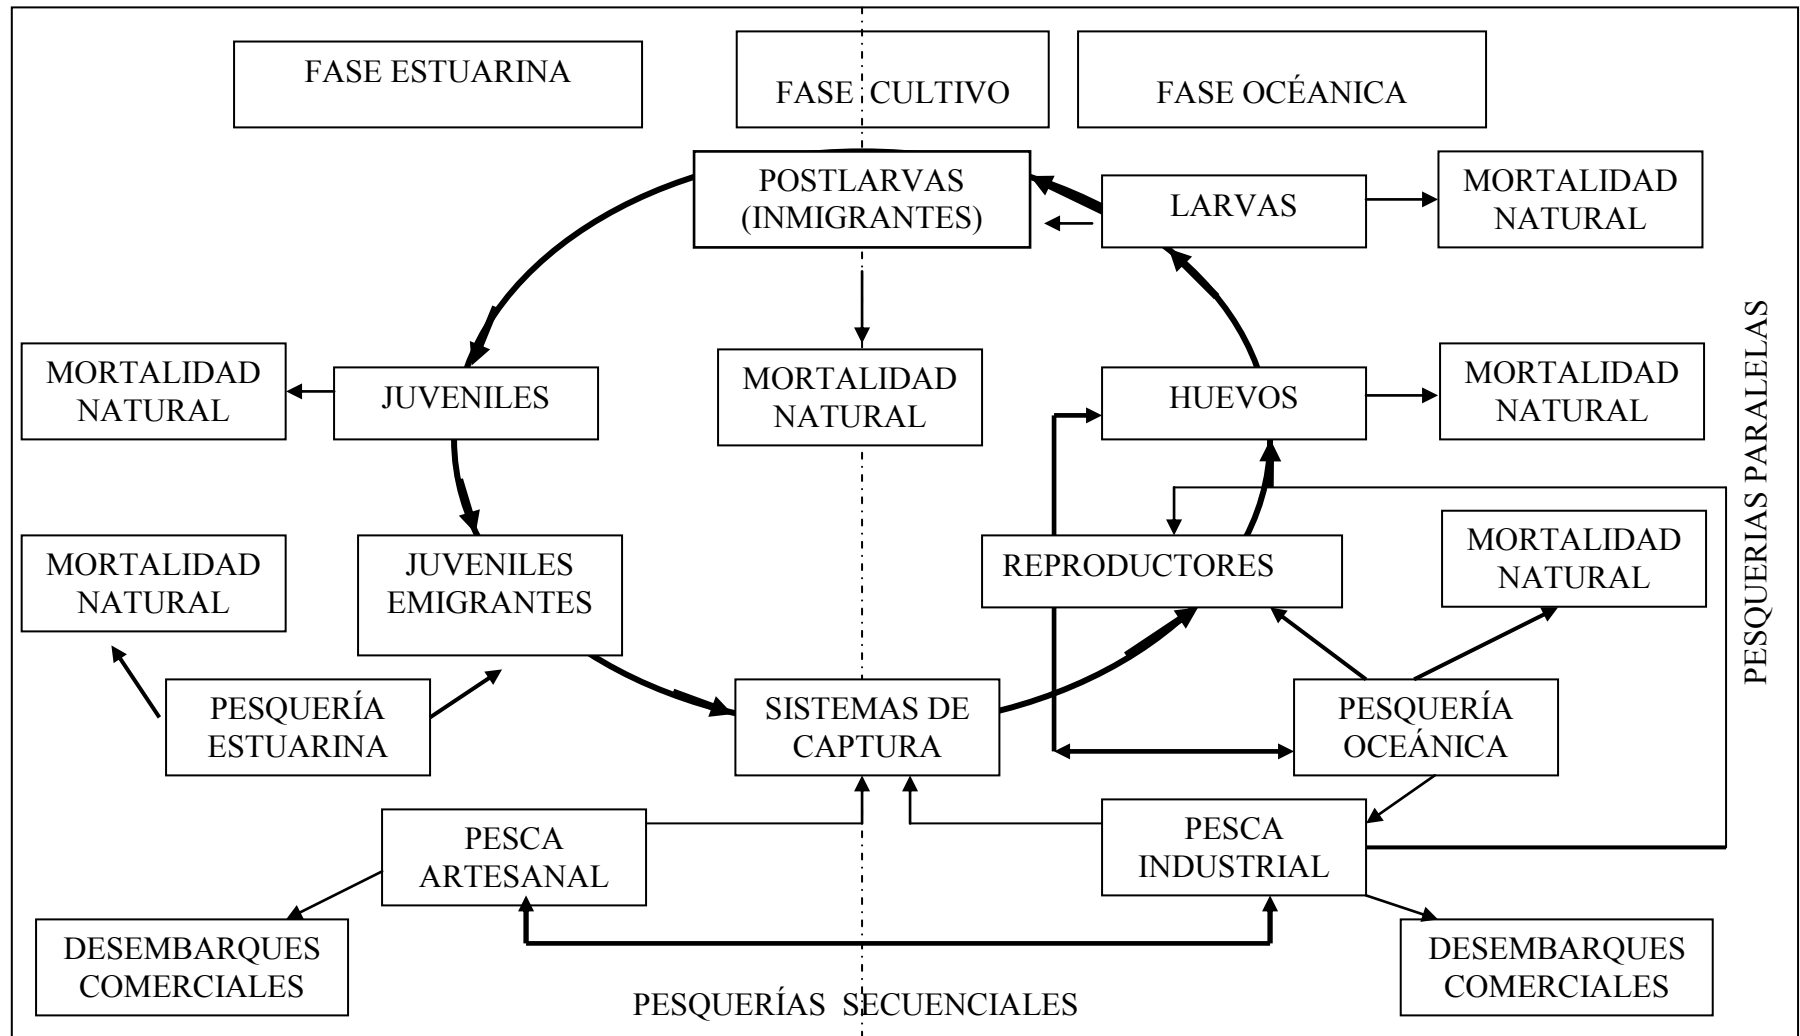 FASE ESTUARINA
FASE CULTIVO
FASE OCÉANICA
POSTLARVAS
(INMIGRANTES)
LARVAS
MORTALIDAD
NATURAL
MORTALIDAD
NATURAL
JUVENILES
MORTALIDAD
NATURAL
HUEVOS
MORTALIDAD
NATURAL
PESQUERIAS PARALELAS
MORTALIDAD
NATURAL
JUVENILES
EMIGRANTES
REPRODUCTORES
MORTALIDAD
NATURAL
PESQUERÍA
ESTUARINA
SISTEMAS DE
CAPTURA
PESQUERÍA
OCEÁNICA
PESCA
ARTESANAL
PESCA
INDUSTRIAL
DESEMBARQUES
COMERCIALES
DESEMBARQUES
COMERCIALES
PESQUERÍAS SECUENCIALES